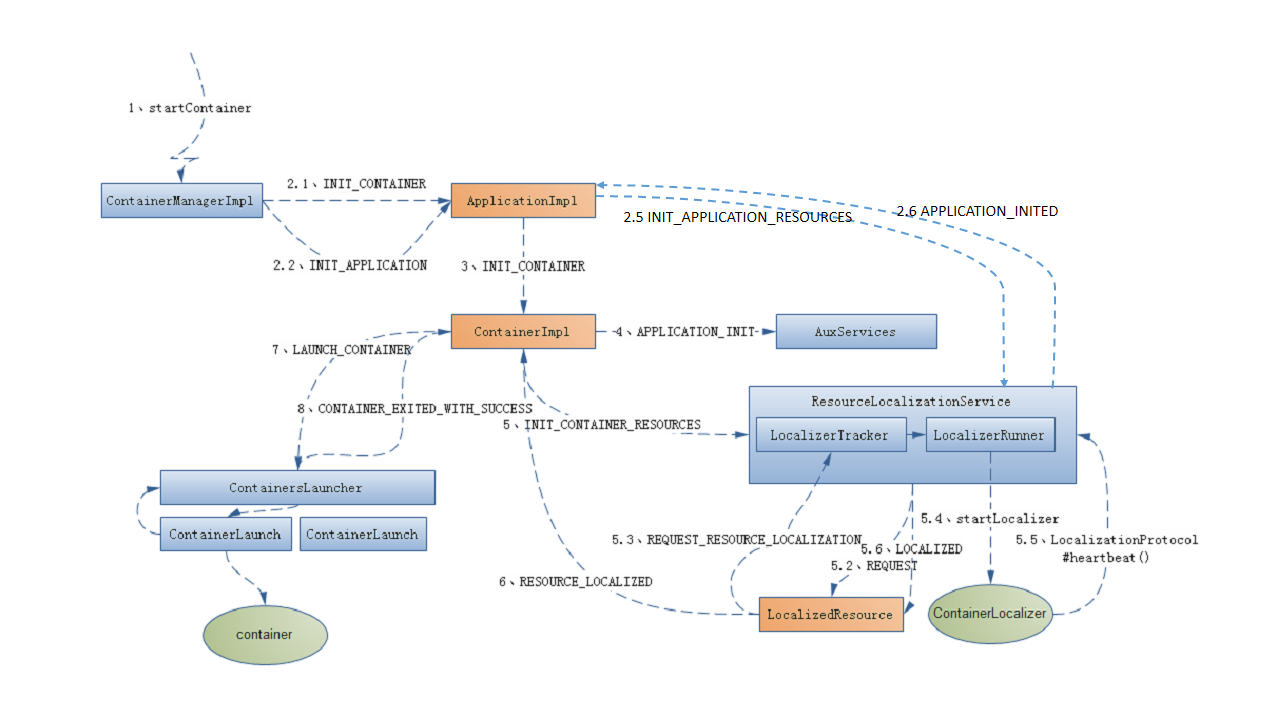 1、startContainer
2.1、INIT_CONTAINER
ContainerManagerImpl
ApplicationImpl
2.5 INIT_APPLICATION_RESOURCES
2.6 APPLICATION_INITED
2.2、INIT_APPLICATION
3、INIT_CONTAINER
ContainerImpl
4、APPLICATION_INIT
AuxServices
7、LAUNCH_CONTAINER
ResourceLocalizationService
8、CONTAINER_EXITED_WITH_SUCCESS
5、INIT_CONTAINER_RESOURCES
LocalizerTracker
LocalizerRunner
ContainersLauncher
ContainerLaunch
ContainerLaunch
5.4、startLocalizer
5.3、REQUEST_RESOURCE_LOCALIZATION
5.5、LocalizationProtocol
#heartbeat()
5.6、LOCALIZED
5.2、REQUEST
6、RESOURCE_LOCALIZED
LocalizedResource
ContainerLocalizer
container